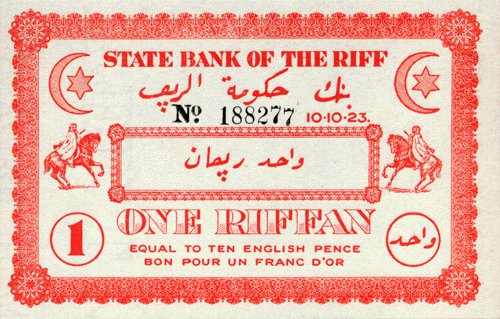 STATE BANK OF THE RIFF
بنك حكومة الريف
No 188277 10-10-23.
واحد ريفان
ONE RIFFAN
1 واحد
EQUAL TO TEN ENGLISH PENCE
BON POUR UN FRANC D'OR